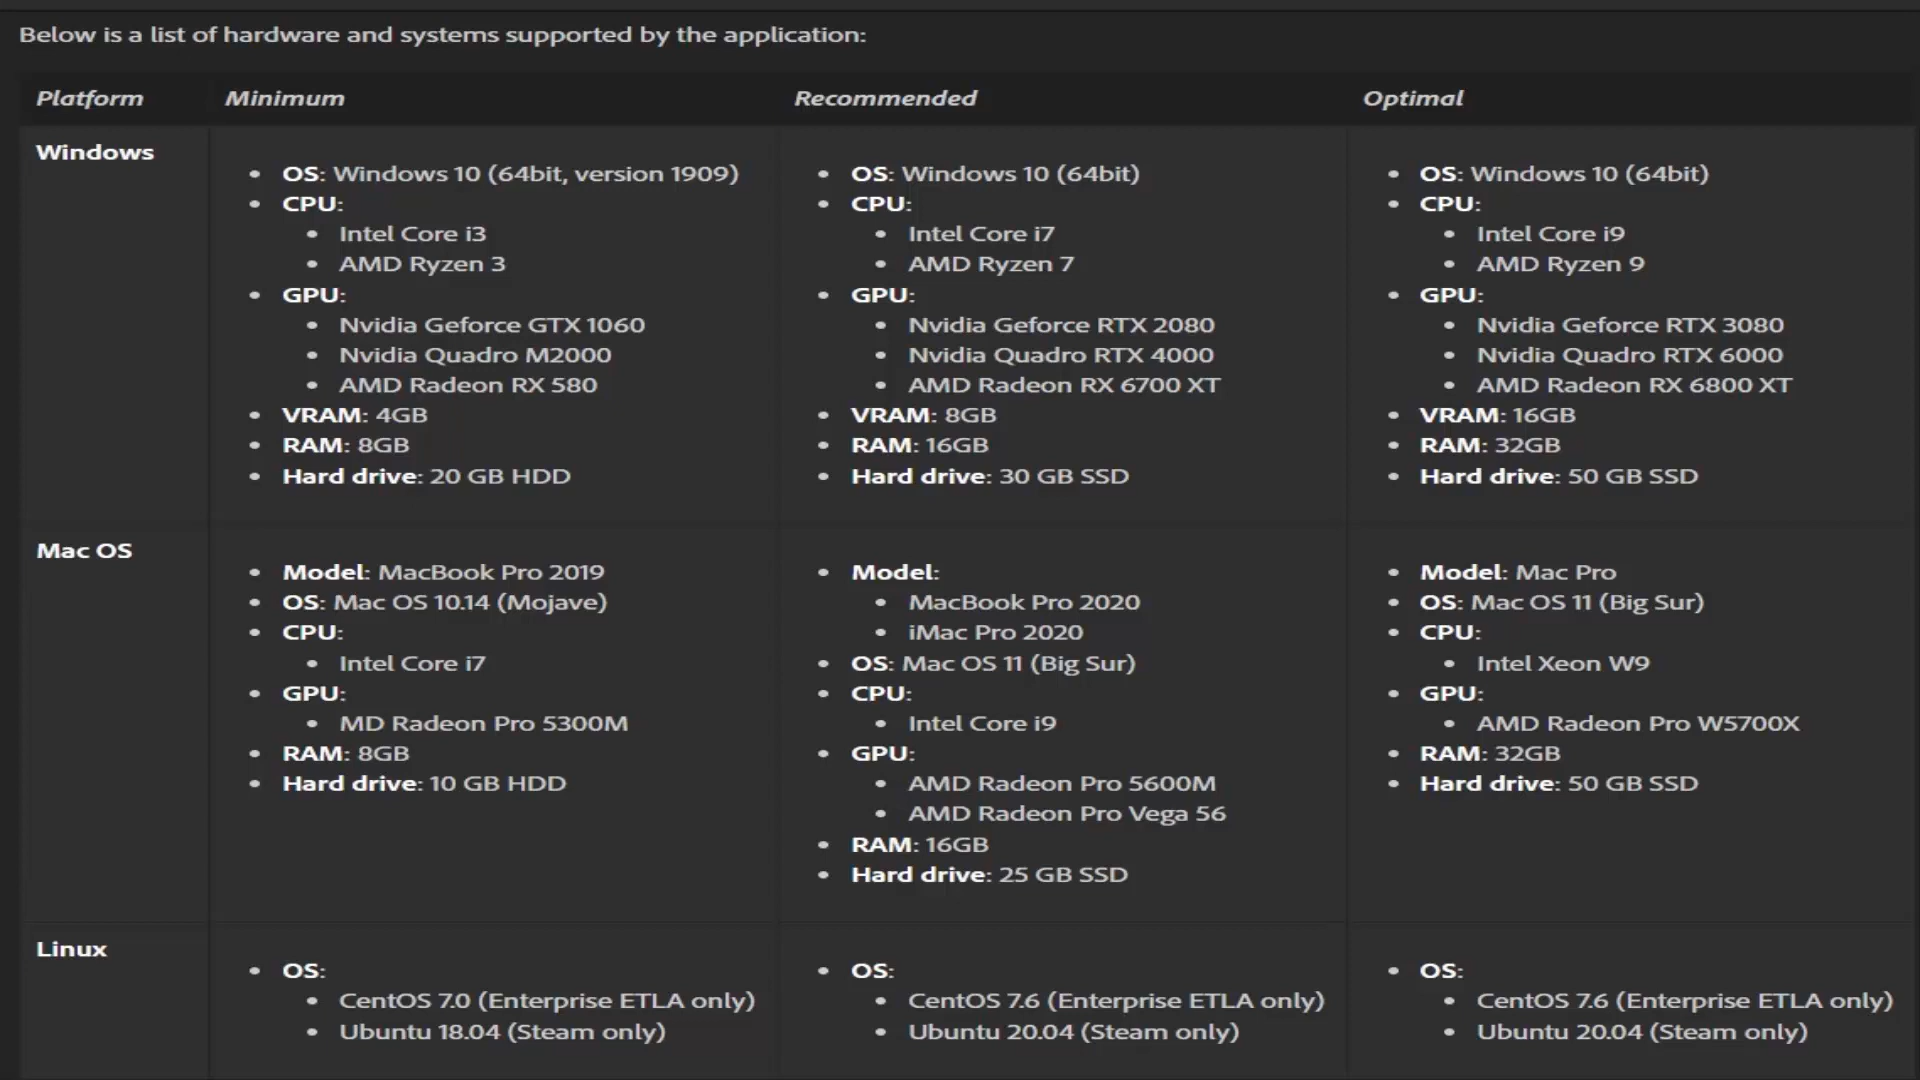 Below is a list of hardware and systems supported by the application:
Platform Minimum Recommended Optimal
Windows
OS: Windows 10 (64bit, version 1909)
CPU:
Intel Core i3
AMD Ryzen 3
GPU:
Nvidia Geforce GTX 1060
Nvidia Quadro M2000
AMD Radeon RX 580
VRAM: 4GB
RAM: 8GB
Hard drive: 20 GB HDD
OS: Windows 10 (64bit)
CPU:
Intel Core i7
AMD Ryzen 7
GPU:
Nvidia Geforce RTX 2080
Nvidia Quadro RTX 4000
AMD Radeon RX 6700 XT
VRAM: 8GB
RAM: 16GB
Hard drive: 30 GB SSD
OS: Windows 10 (64bit)
CPU:
Intel Core i9
AMD Ryzen 9
GPU:
Nvidia Geforce RTX 3080
Nvidia Quadro RTX 6000
AMD Radeon RX 6800 XT
VRAM: 16GB
RAM: 32GB
Hard drive: 50 GB SSD
Mac OS
Model: MacBook Pro 2019
OS: Mac OS 10.14 (Mojave)
CPU:
Intel Core i7
GPU:
MD Radeon Pro 5300M
RAM: 8GB
Hard drive: 10 GB HDD
Model:
MacBook Pro 2020
iMac Pro 2020
OS: Mac OS 11 (Big Sur)
CPU:
Intel Core i9
GPU:
AMD Radeon Pro 5600M
AMD Radeon Pro Vega 56
RAM: 16GB
Hard drive: 25 GB SSD
Model: Mac Pro
OS: Mac OS 11 (Big Sur)
CPU:
Intel Xeon W9
GPU:
AMD Radeon Pro W5700X
RAM: 32GB
Hard drive: 50 GB SSD
Linux
OS:
CentOS 7.0 (Enterprise ETLA only)
Ubuntu 18.04 (Steam only)
OS:
CentOS 7.6 (Enterprise ETLA only)
Ubuntu 20.04 (Steam only)
OS:
CentOS 7.6 (Enterprise ETLA only)
Ubuntu 20.04 (Steam only)